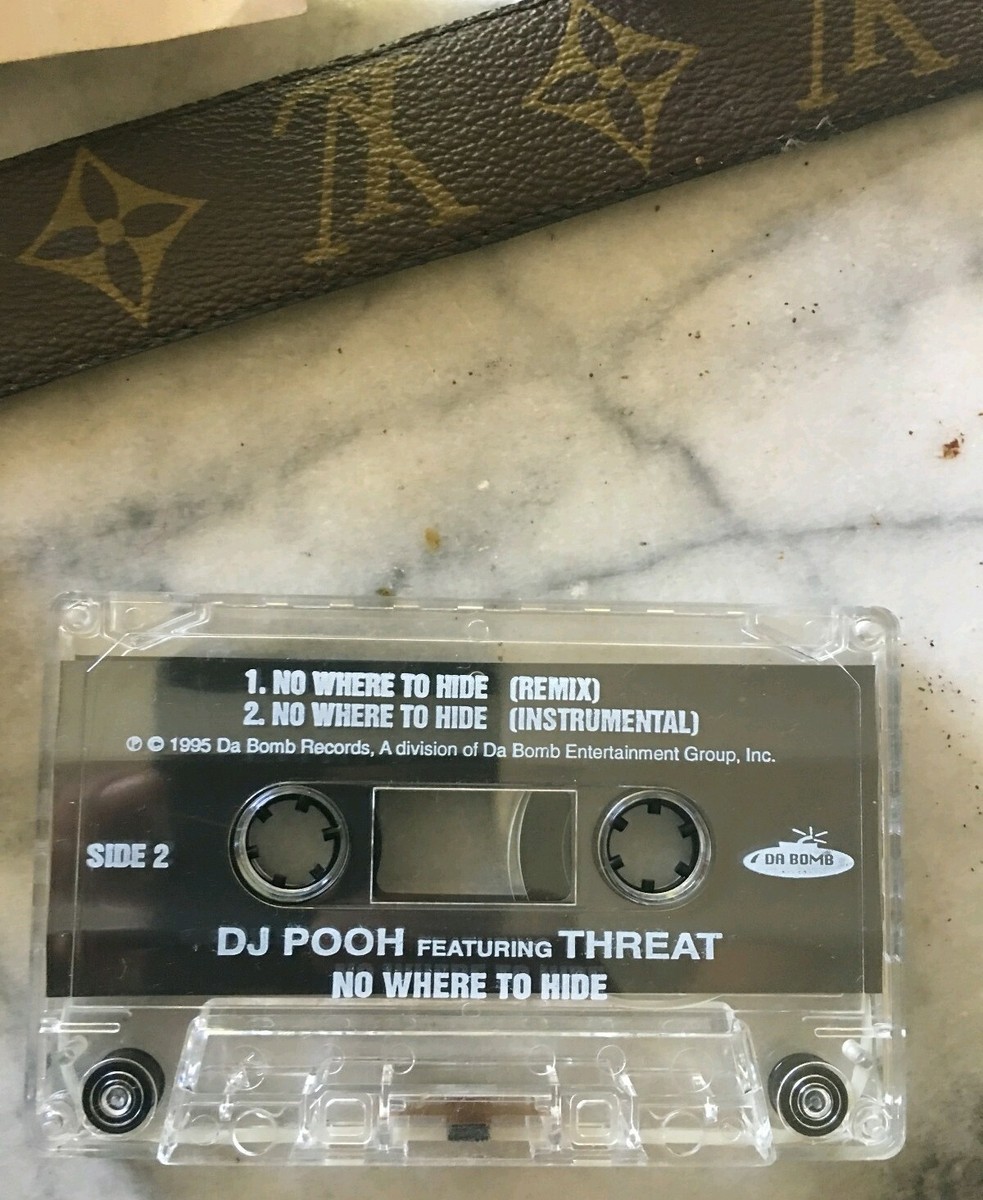 1. NO WHERE TO HIDE (REMIX)
2. NO WHERE TO HIDE (INSTRUMENTAL)
℗ © 1995 Da Bomb Records, A division of Da Bomb Entertainment Group, Inc.
SIDE 2
DA BOMB
DJ POOH FEATURING THREAT
NO WHERE TO HIDE